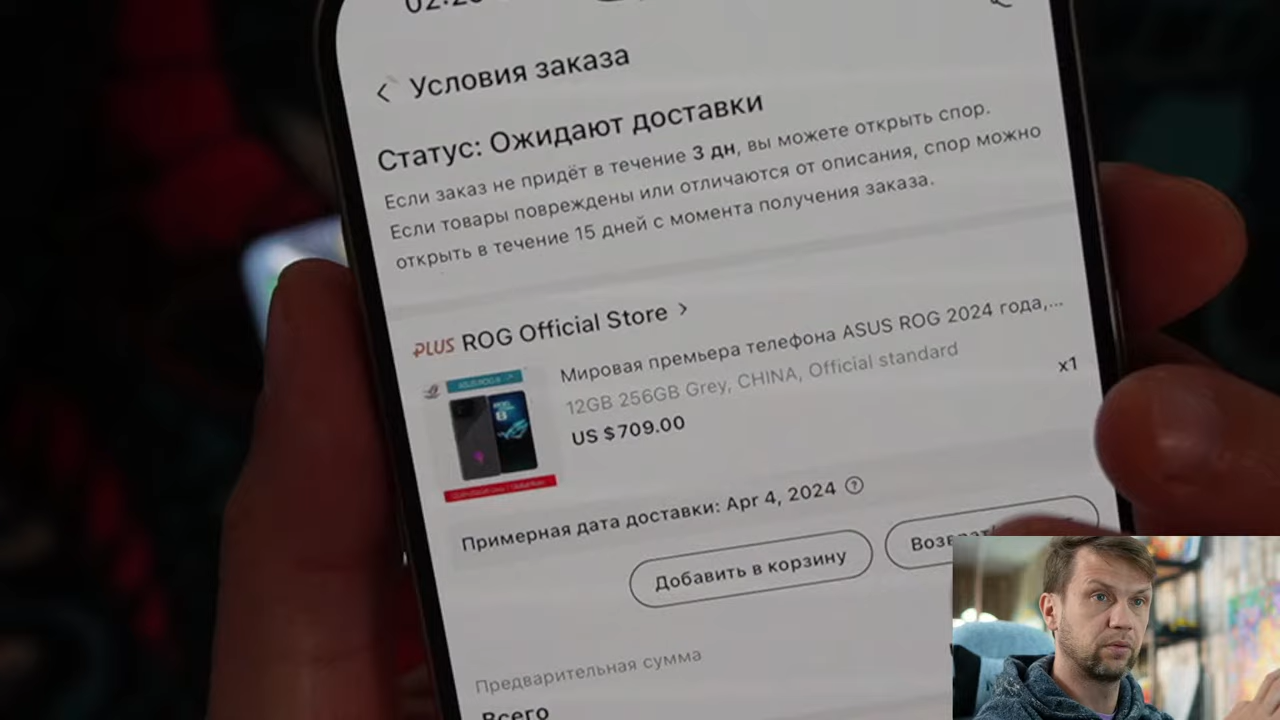 Условия заказа
Статус: Ожидают доставки
Если заказ не придёт в течение 3 дн, вы можете открыть спор.
Если товары повреждены или отличаются от описания, спор можно
открыть в течение 15 дней с момента получения заказа.
PLUS ROG Official Store >
Мировая премьера телефона ASUS ROG 2024 года,...
12GB 256GB Grey, CHINA, Official standard
x1
US $709.00
Примерная дата доставки: Apr 4, 2024
Добавить в корзину
Предварительная сумма
Всего